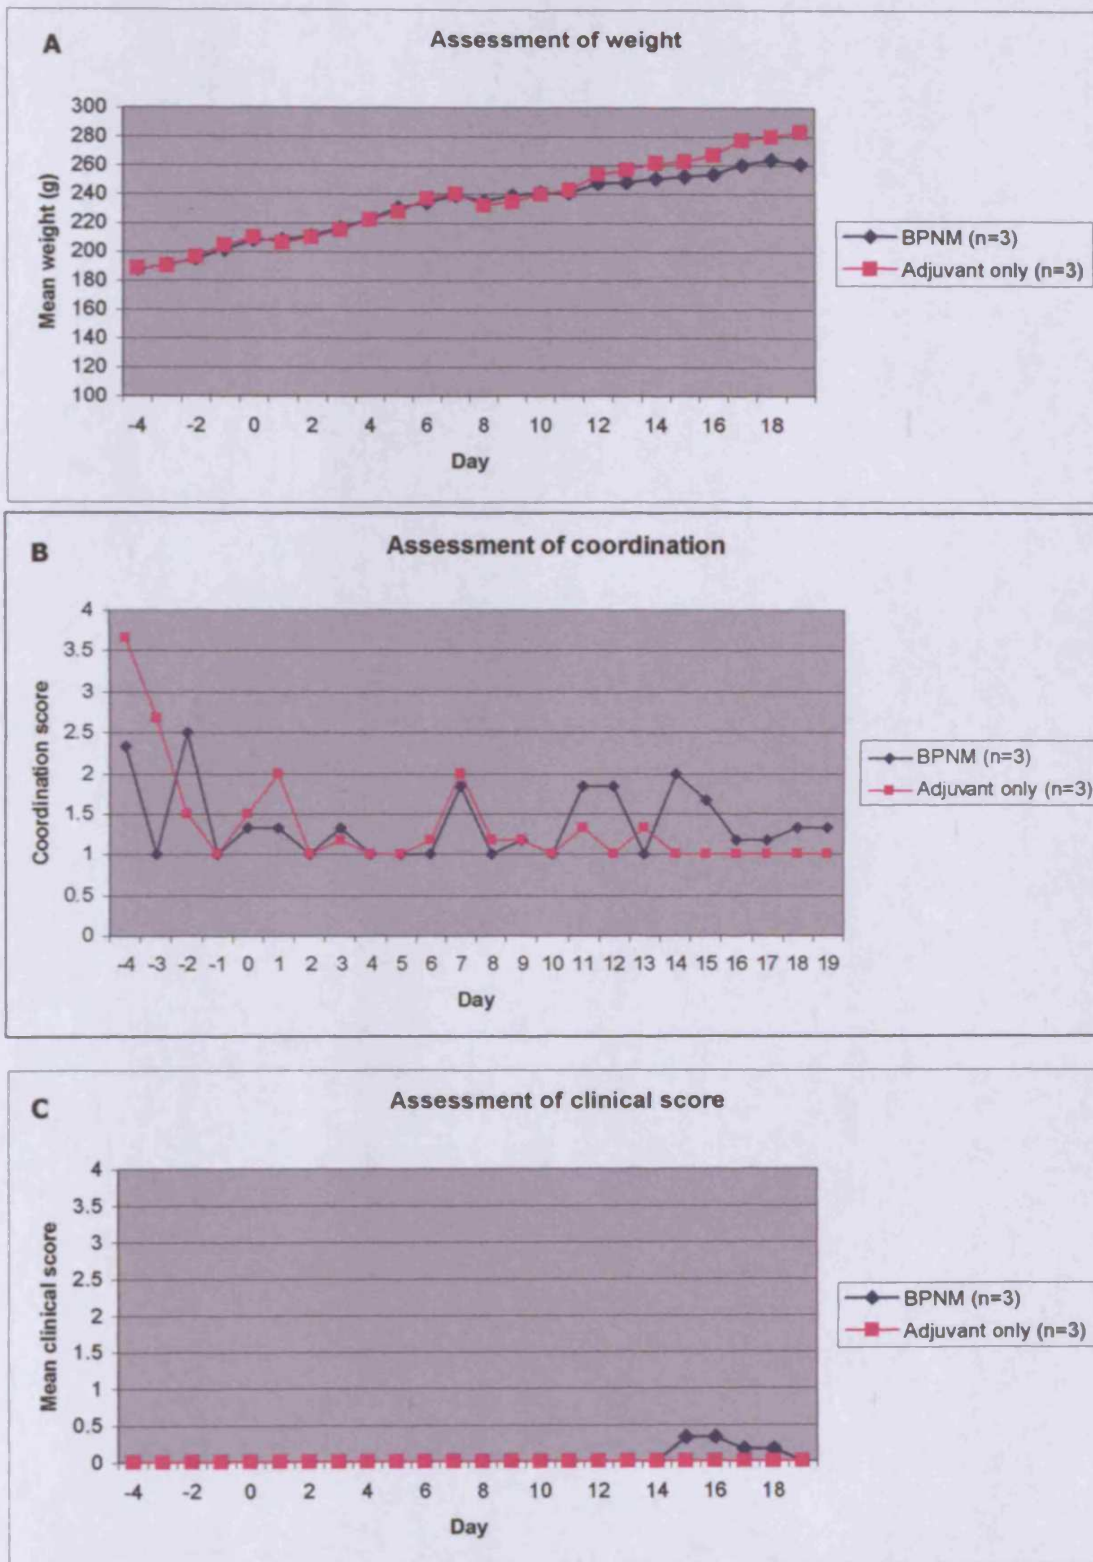 A
Assessment of weight
Mean weight (g)
300
280
260
240
220
200
180
160
140
120
100
-4 -2 0 2 4 6 8 10 12 14 16 18
Day
BPNM (n=3)
Adjuvant only (n=3)
B
Assessment of coordination
Coordination score
4
3.5
3
2.5
2
1.5
1
0.5
0
-4 -3 -2 -1 0 1 2 3 4 5 6 7 8 9 10 11 12 13 14 15 16 17 18 19
Day
BPNM (n=3)
Adjuvant only (n=3)
C
Assessment of clinical score
Mean clinical score
4
3.5
3
2.5
2
1.5
1
0.5
0
-4 -2 0 2 4 6 8 10 12 14 16 18
Day
BPNM (n=3)
Adjuvant only (n=3)